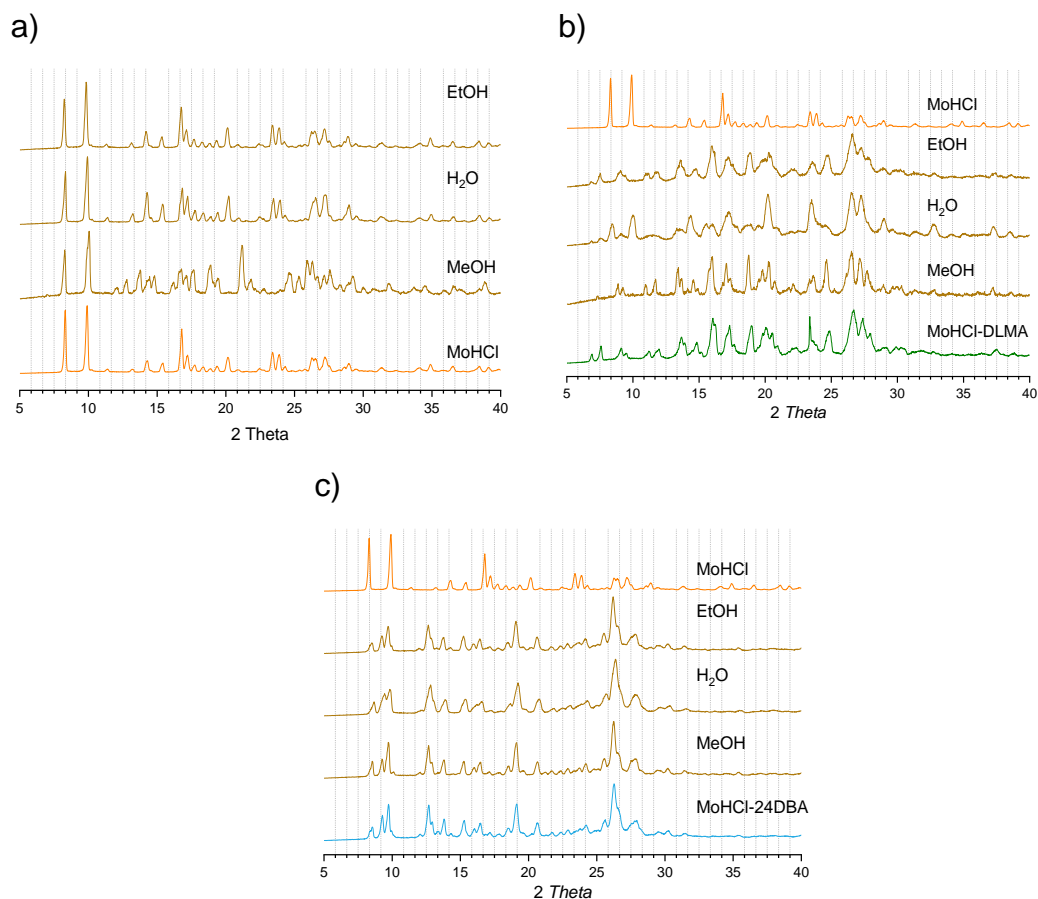 a)
EtOH
H₂O
MeOH
MoHCl
5 10 15 20 25 30 35 40
2 Theta
b)
MoHCl
EtOH
H₂O
MeOH
MoHCl-DLMA
5 10 15 20 25 30 35 40
2 Theta
c)
MoHCl
EtOH
H₂O
MeOH
MoHCl-24DBA
5 10 15 20 25 30 35 40
2 Theta